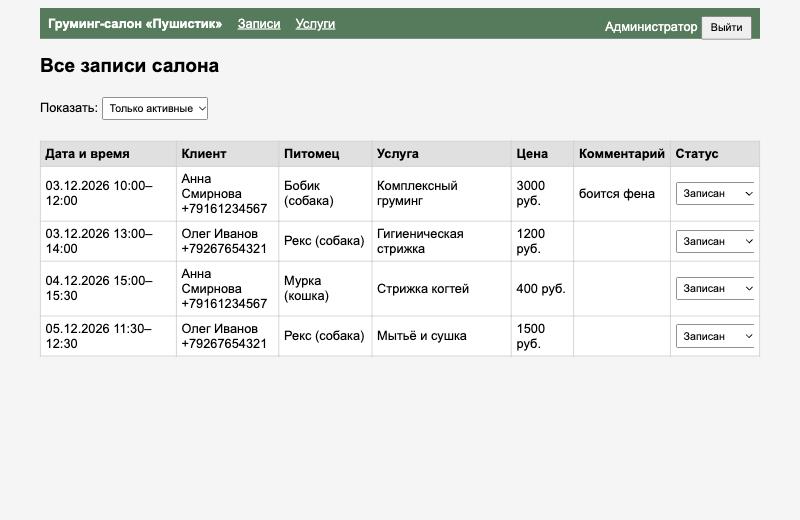 Груминг-салон «Пушистик» Записи Услуги Администратор Выйти
Все записи салона
Показать: Только активные
Дата и время Клиент Питомец Услуга Цена Комментарий Статус
03.12.2026 10:00–
12:00
Анна
Смирнова
+79161234567
Бобик
(собака)
Комплексный
груминг
3000
руб.
боится фена
Записан
03.12.2026 13:00–
14:00
Олег Иванов
+79267654321
Рекс (собака)
Гигиеническая
стрижка
1200
руб.
Записан
04.12.2026 15:00–
15:30
Анна
Смирнова
+79161234567
Мурка
(кошка)
Стрижка когтей
400 руб.
Записан
05.12.2026 11:30–
12:30
Олег Иванов
+79267654321
Рекс (собака)
Мытьё и сушка
1500
руб.
Записан